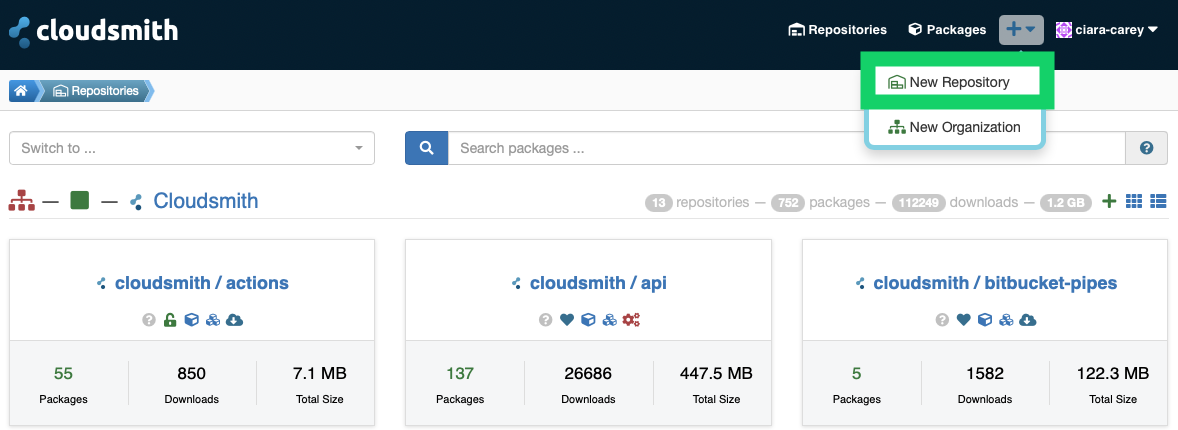 cloudsmith
Repositories Packages ciara-carey
New Repository
New Organization
Repositories
Switch to ...
Search packages ...
Cloudsmith
13 repositories — 752 packages — 112249 downloads — 1.2 GB
cloudsmith / actions
55 850 7.1 MB
Packages Downloads Total Size
cloudsmith / api
137 26686 447.5 MB
Packages Downloads Total Size
cloudsmith / bitbucket-pipes
5 1582 122.3 MB
Packages Downloads Total Size